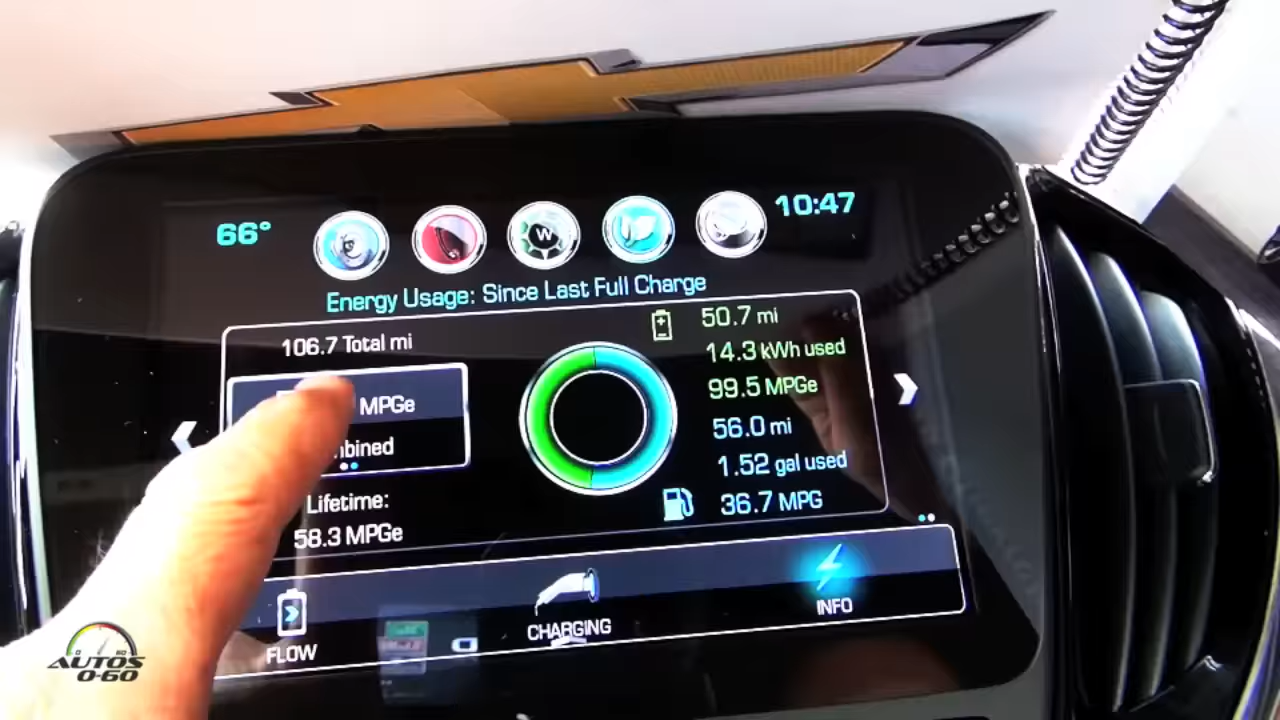 66°
W
10:47
Energy Usage: Since Last Full Charge
106.7 Total mi
MPGe
Lifetime:
58.3 MPGe
50.7 mi
14.3 kWh used
99.5 MPGe
56.0 mi
1.52 gal used
36.7 MPG
FLOW
CHARGING
INFO
AUTOS
0-60